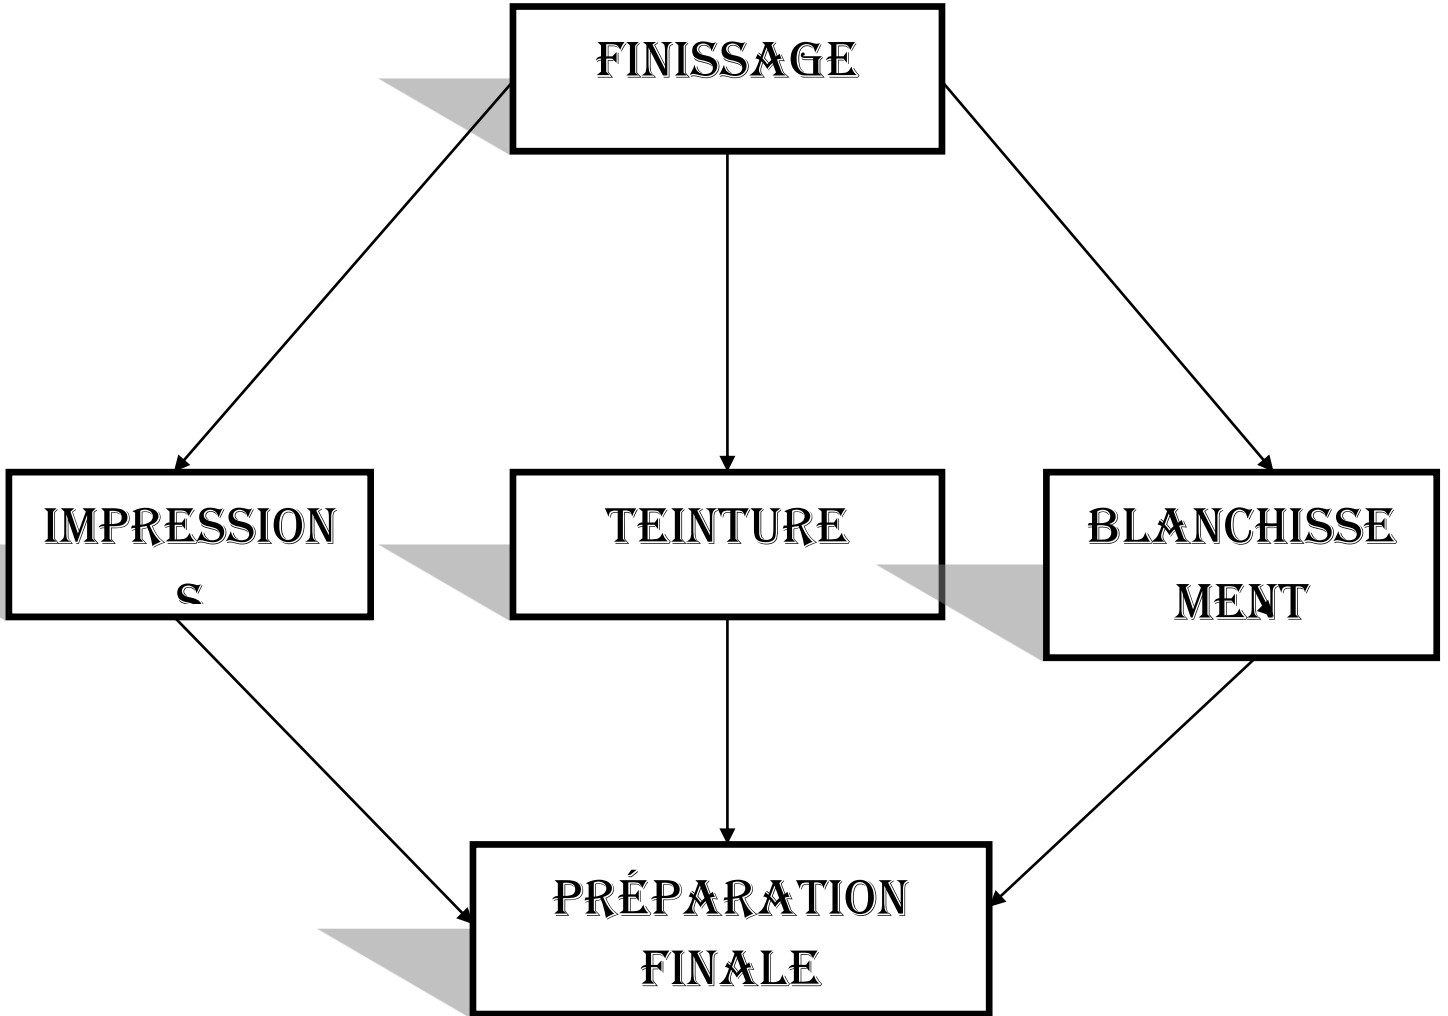 FINISSAGE
IMPRESSION
S
TEINTURE
BLANCHISSE
MENT
PRÉPARATION
FINALE